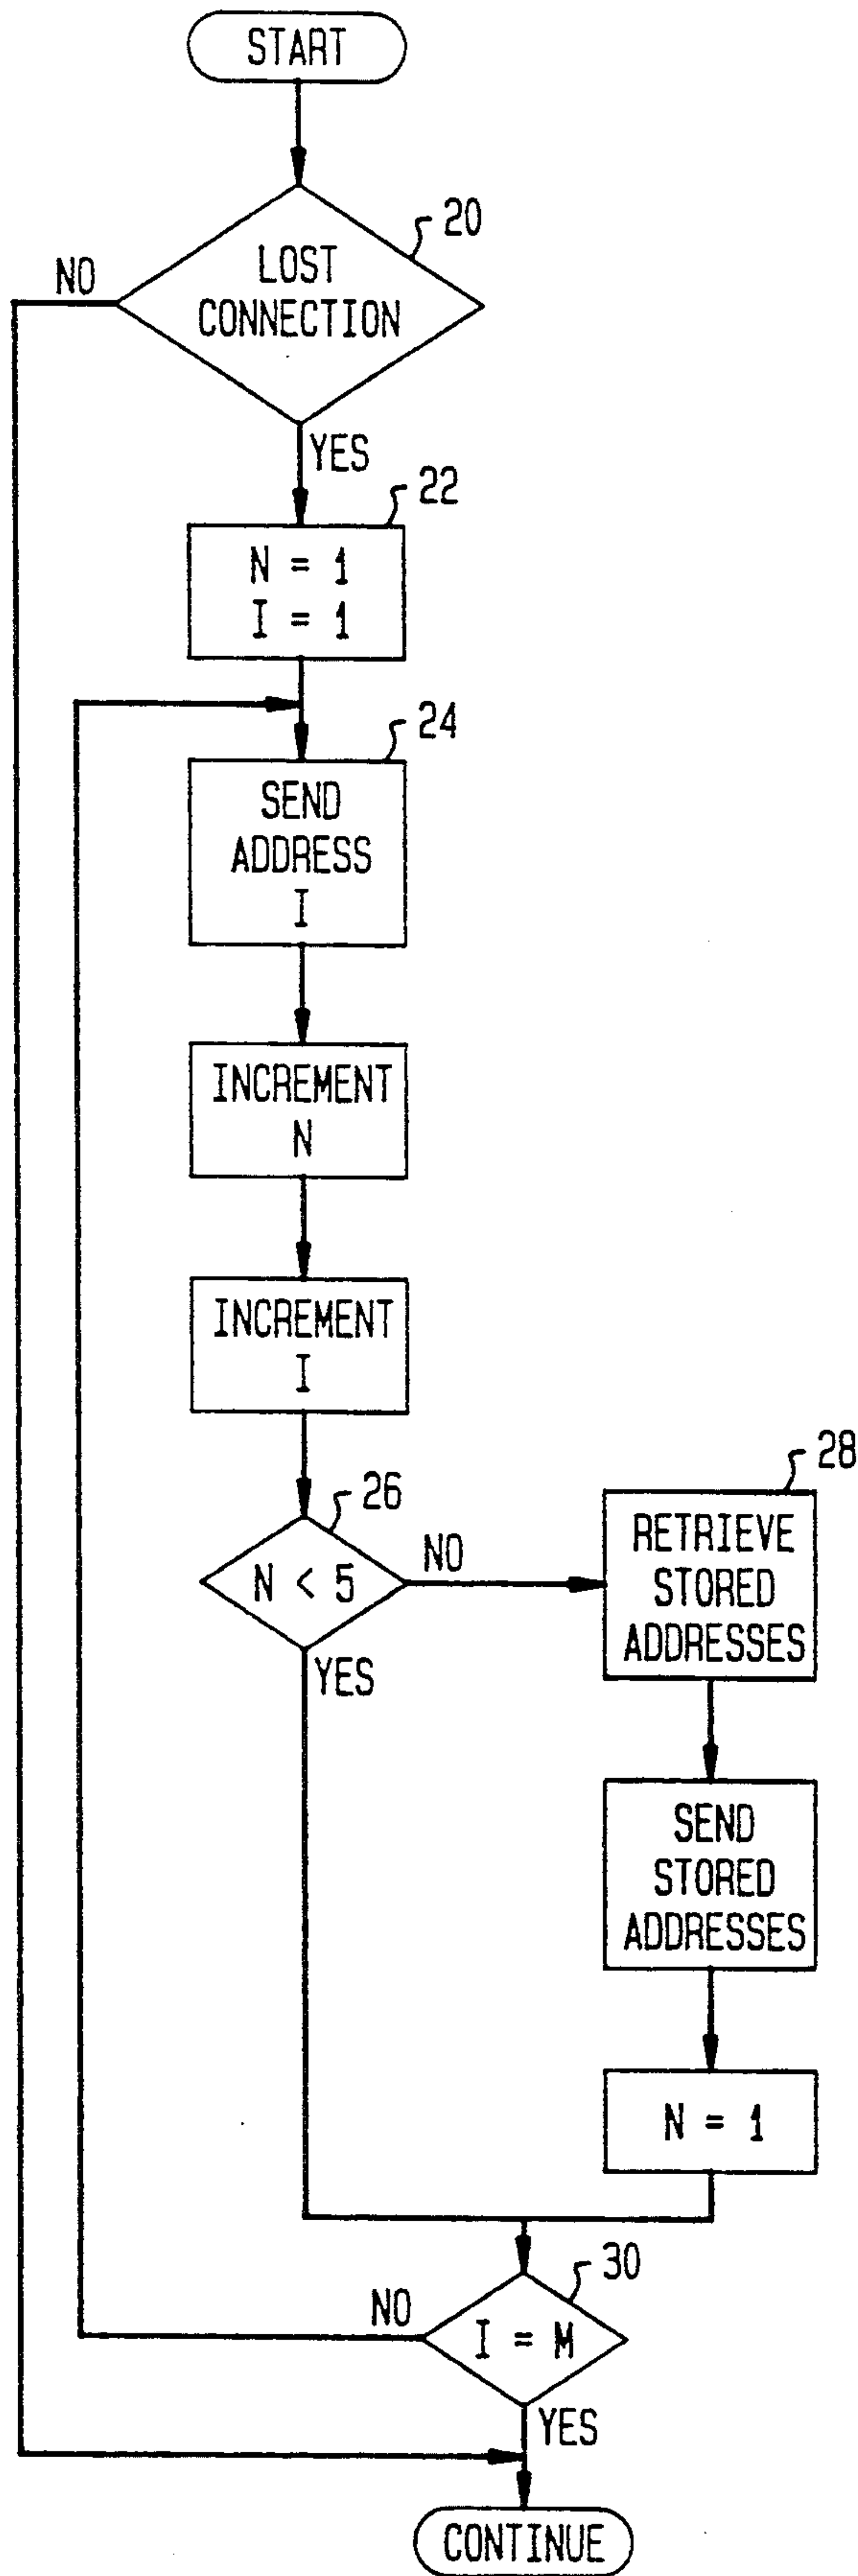 START
20
LOST
CONNECTION
NO
YES
22
N = 1
I = 1
24
SEND
ADDRESS
I
INCREMENT
N
INCREMENT
I
26
N < 5
NO
YES
28
RETRIEVE
STORED
ADDRESSES
SEND
STORED
ADDRESSES
N = 1
30
I = M
NO
YES
CONTINUE